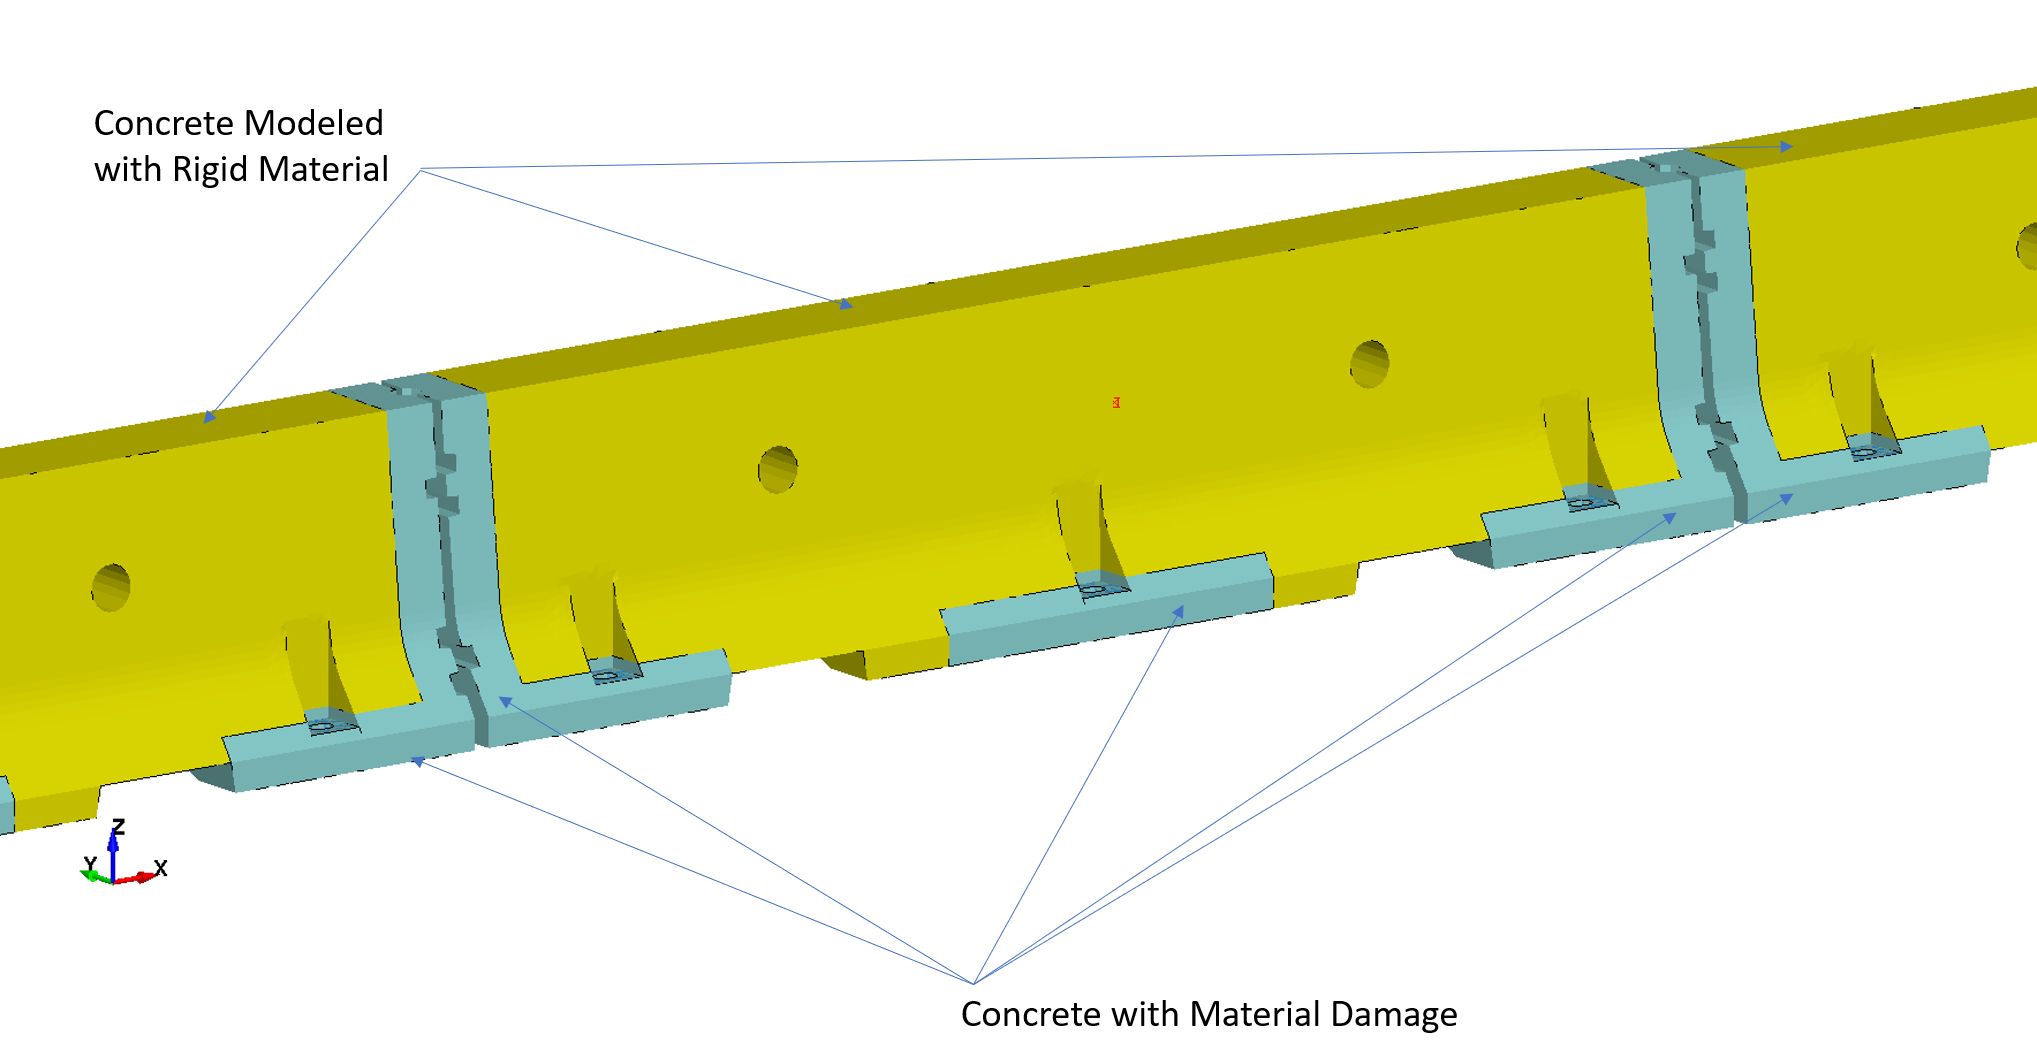 Concrete Modeled
with Rigid Material
Z
Y
X
Concrete with Material Damage